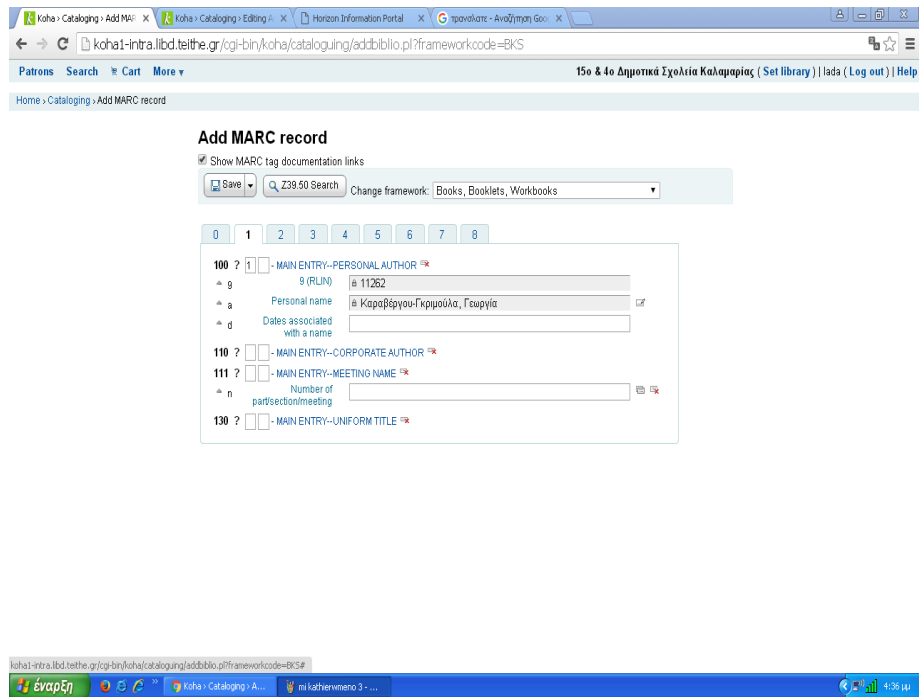 Koha › Cataloging › Add MAR
Koha › Cataloging › Editing A
Horizon Information Portal
τρανσλατε - Αναζήτηση Goo
koha1-intra.libd.teithe.gr/cgi-bin/koha/cataloguing/addbiblio.pl?frameworkcode=BKS
Patrons Search Cart More ▾
15ο & 4ο Δημοτικά Σχολεία Καλαμαρίας ( Set library ) | lada ( Log out ) | Help
Home › Cataloging › Add MARC record
Add MARC record
Show MARC tag documentation links
Save
Z39.50 Search
Change framework: Books, Booklets, Workbooks
0 1 2 3 4 5 6 7 8
100 ? 1 - MAIN ENTRY--PERSONAL AUTHOR
9 9 (RLIN) 11262
a Personal name Καραβέργου-Γκριμούλα, Γεωργία
d Dates associated
with a name
110 ? - MAIN ENTRY--CORPORATE AUTHOR
111 ? - MAIN ENTRY--MEETING NAME
n Number of
part/section/meeting
130 ? - MAIN ENTRY--UNIFORM TITLE
koha1-intra.libd.teithe.gr/cgi-bin/koha/cataloguing/addbiblio.pl?frameworkcode=BKS#
έναρξη
Koha › Cataloging › A...
mi kathierwmeno 3 - ...
4:36 μμ